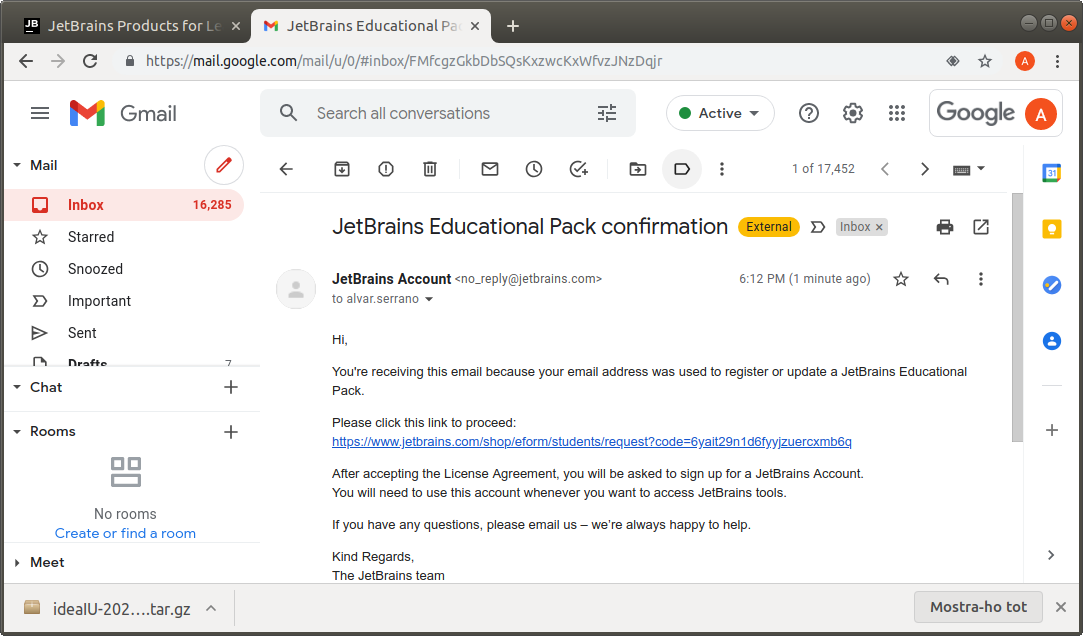 JB JetBrains Products for Le
JetBrains Educational Pa
https://mail.google.com/mail/u/0/#inbox/FMfcgzGkbDbSQsKxzwcKxWfvzJNzDqjr
A
Gmail
Search all conversations
Active
Google
A
Mail
1 of 17,452
31
Inbox 16,285
JetBrains Educational Pack confirmation External Inbox ×
Starred
Snoozed
JetBrains Account <no_reply@jetbrains.com> 6:12 PM (1 minute ago)
to alvar.serrano
Important
Sent
Drafts 7
Hi,
You're receiving this email because your email address was used to register or update a JetBrains Educational
Pack.
Chat
Please click this link to proceed:
https://www.jetbrains.com/shop/eform/students/request?code=6yait29n1d6fyyjzuercxmb6q
Rooms
After accepting the License Agreement, you will be asked to sign up for a JetBrains Account.
You will need to use this account whenever you want to access JetBrains tools.
No rooms
Create or find a room
If you have any questions, please email us – we're always happy to help.
Kind Regards,
The JetBrains team
Meet
ideaIU-202....tar.gz
Mostra-ho tot